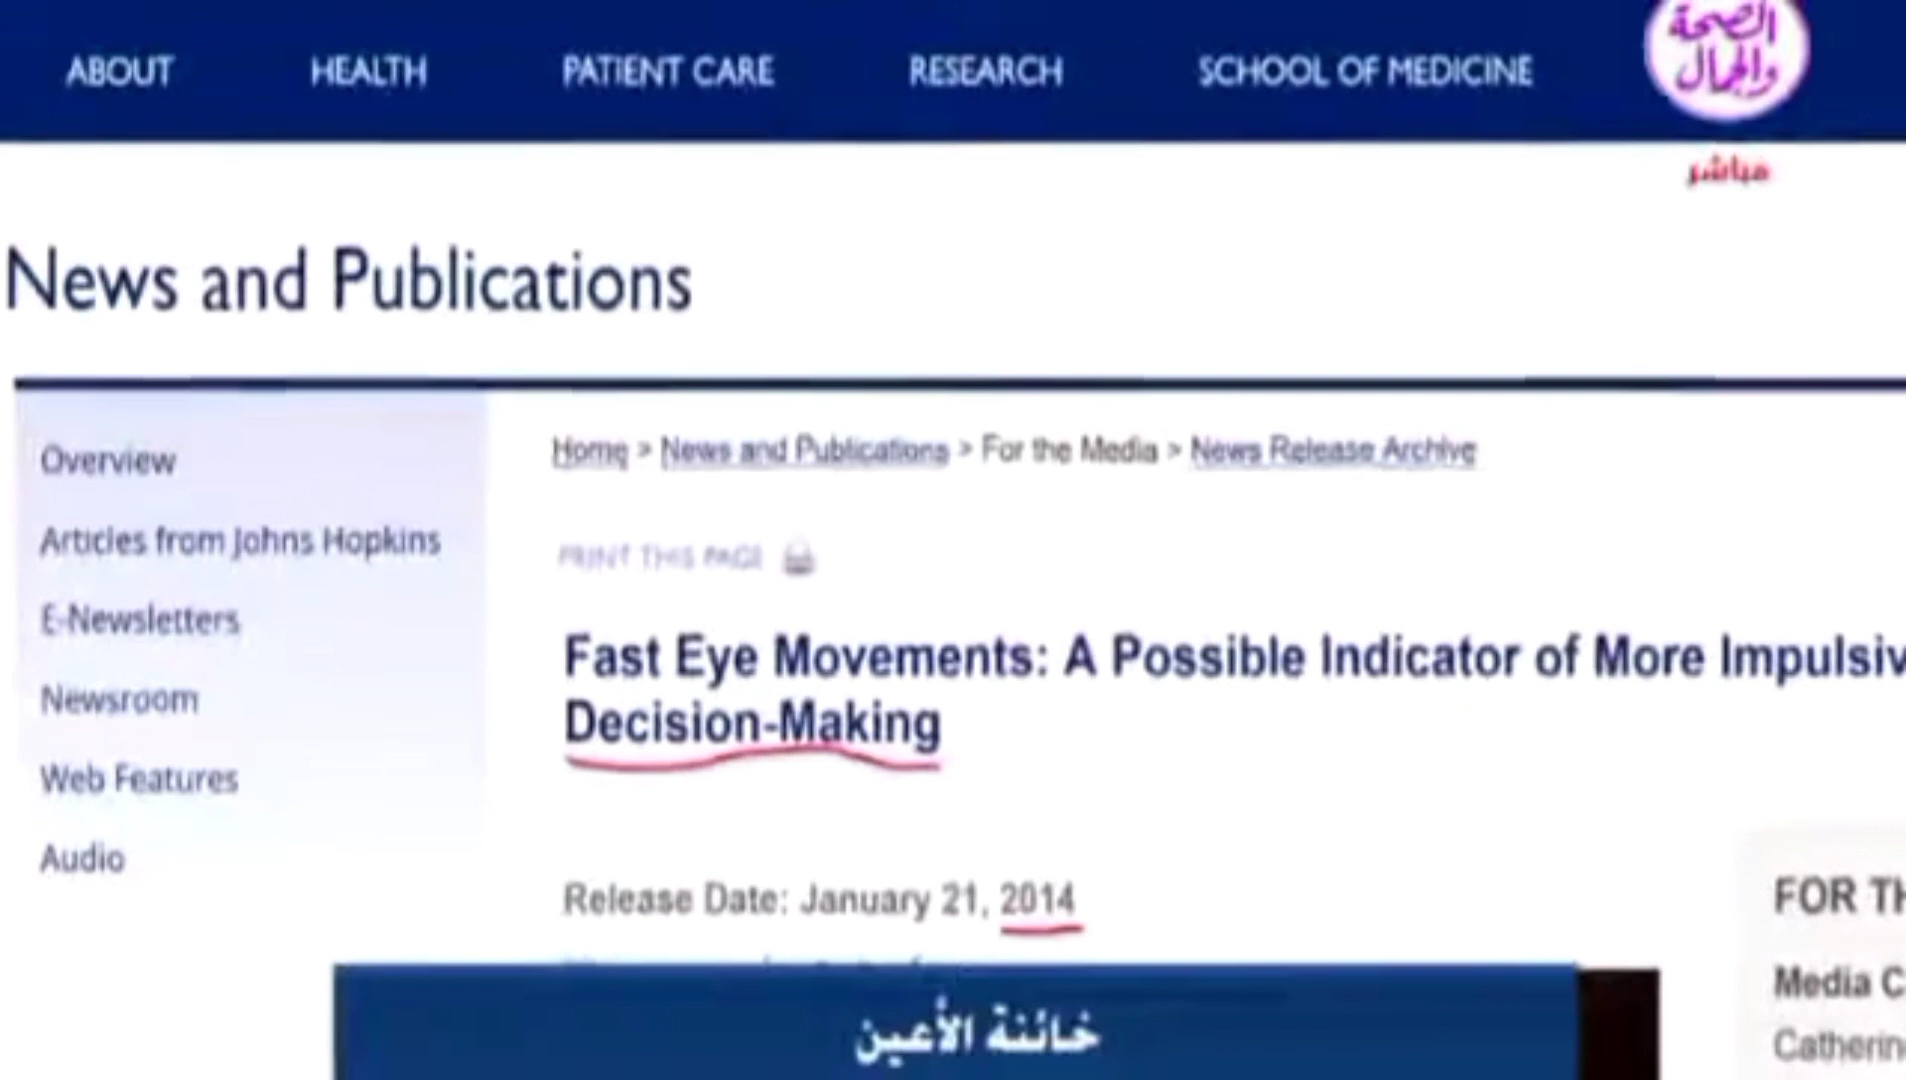 ABOUT HEALTH PATIENT CARE RESEARCH SCHOOL OF MEDICINE
الصحة
والجمال
مباشر
News and Publications
Overview
Articles from Johns Hopkins
E-Newsletters
Newsroom
Web Features
Audio
Home > News and Publications > For the Media > News Release Archive
PRINT THIS PAGE
Fast Eye Movements: A Possible Indicator of More Impulsiv
Decision-Making
Release Date: January 21, 2014
FOR TH
Media C
Catherin
خائنة الأعين